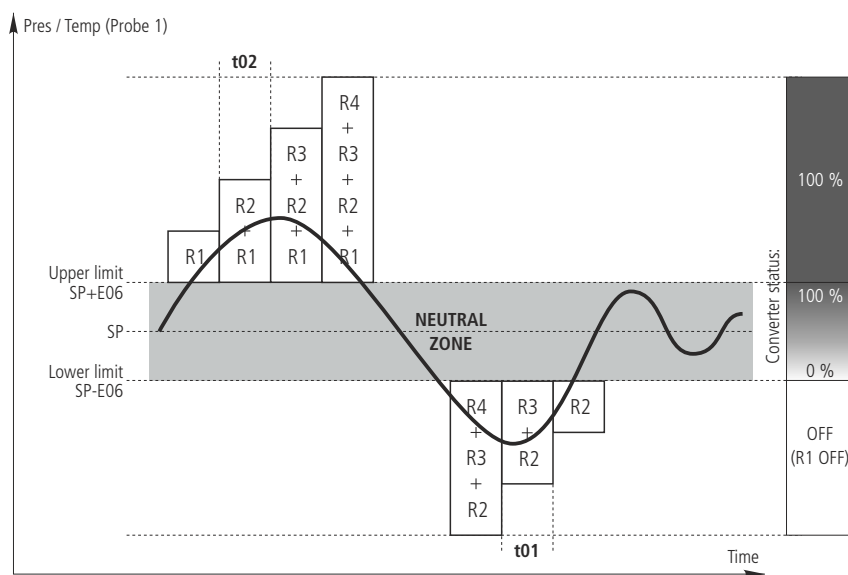 Pres / Temp (Probe 1)
t02
R1
R2
+
R1
R3
+
R2
+
R1
R4
+
R3
+
R2
+
R1
Upper limit
SP+E06
SP
Lower limit
SP-E06
NEUTRAL
ZONE
R4
+
R3
+
R2
R3
+
R2
R2
t01
Time
Converter status:
100 %
100 %
0 %
OFF
(R1 OFF)